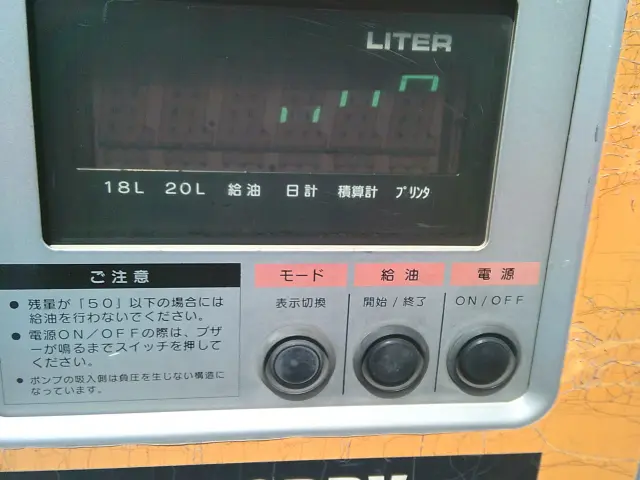 LITER
18L 20L 給油 日計 積算計 プリンタ
ご注意
● 残量が「50」以下の場合には
給油を行わないでください。
● 電源ON/OFFの際は、ブザ
ーが鳴るまでスイッチを押して
ください。
● ポンプの吸入側は負圧を生じない構造に
なっています。
モード 給油 電源
表示切換 開始/終了 ON/OFF